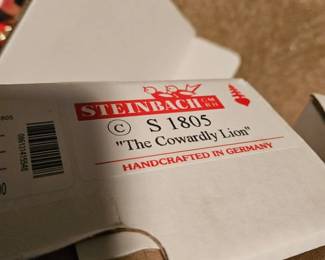 STEINBACH
© S 1805
"The Cowardly Lion"
HANDCRAFTED IN GERMANY